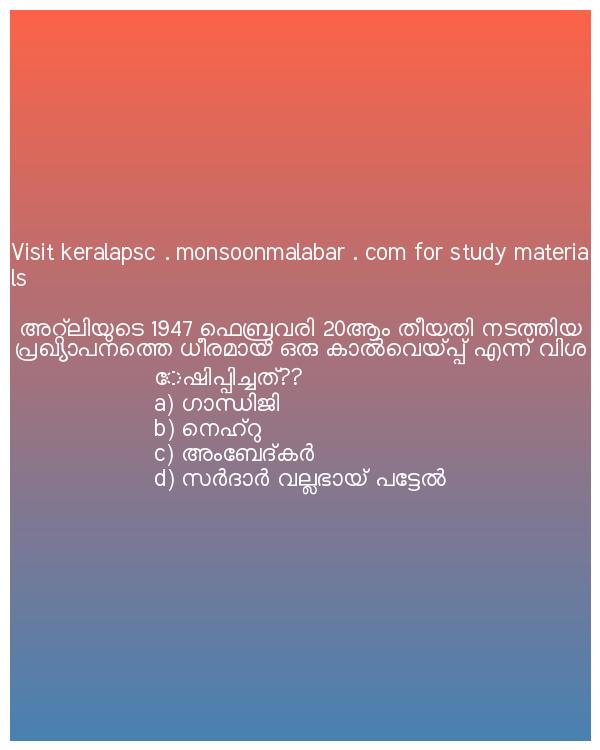 Visit keralapsc . monsoonmalabar . com for study materia
ls
അറ്റ്ലിയുടെ 1947 ഫെബ്രുവരി 20ആം തീയതി നടത്തിയ
പ്രഖ്യാപനത്തെ ധീരമായ ഒരു കാൽവെയ്പ്പ് എന്ന് വിശ
േഷിപ്പിച്ചത്??
a) ഗാന്ധിജി
b) നെഹ്റു
c) അംബേദ്കർ
d) സർദാർ വല്ലഭായ് പട്ടേൽ